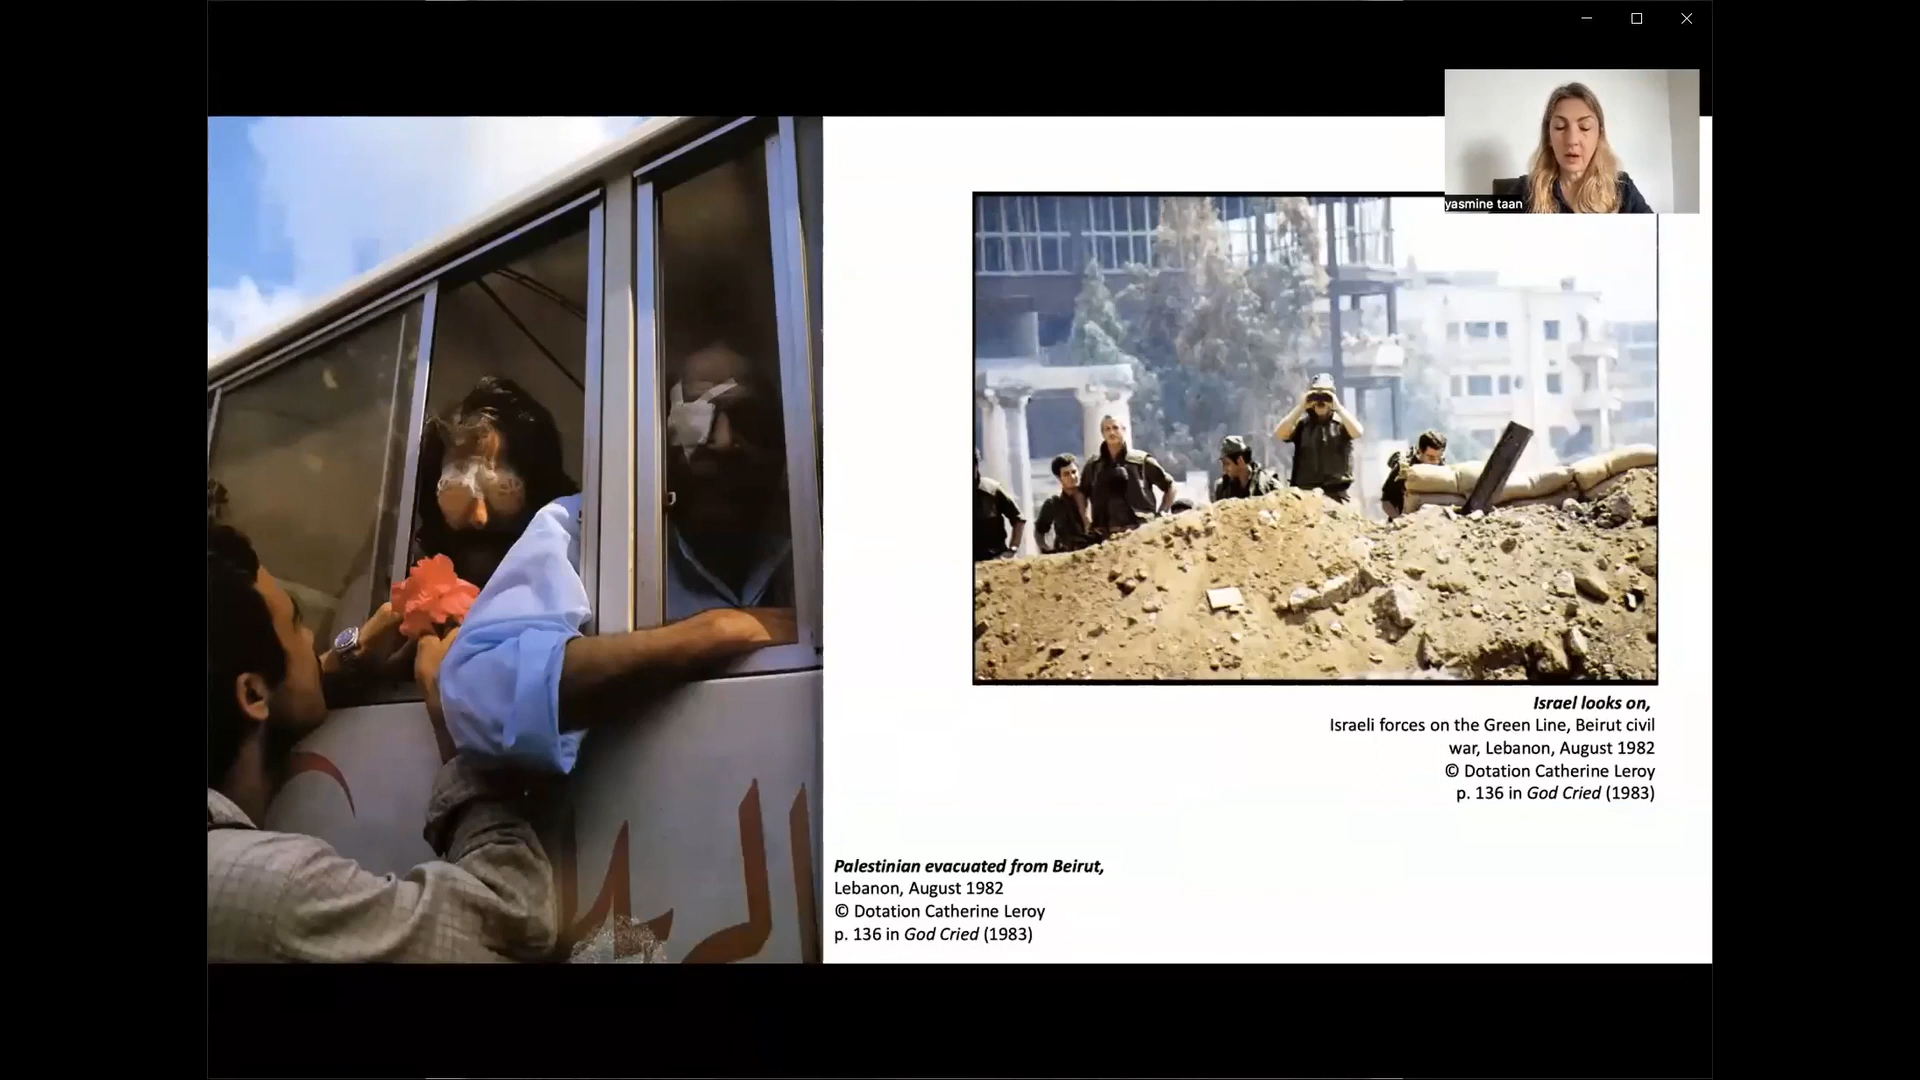 yasmine taan
Israel looks on,
Israeli forces on the Green Line, Beirut civil
war, Lebanon, August 1982
© Dotation Catherine Leroy
p. 136 in God Cried (1983)
Palestinian evacuated from Beirut,
Lebanon, August 1982
© Dotation Catherine Leroy
p. 136 in God Cried (1983)